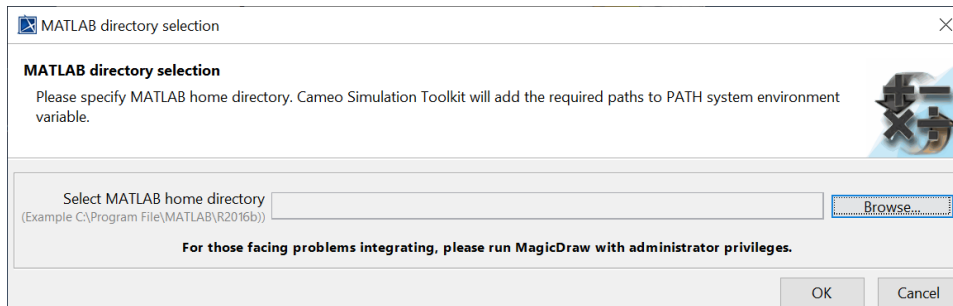 MATLAB directory selection
MATLAB directory selection
Please specify MATLAB home directory. Cameo Simulation Toolkit will add the required paths to PATH system environment
variable.
Select MATLAB home directory
(Example C:\Program File\MATLAB\R2016b))
Browse...
For those facing problems integrating, please run MagicDraw with administrator privileges.
OK
Cancel